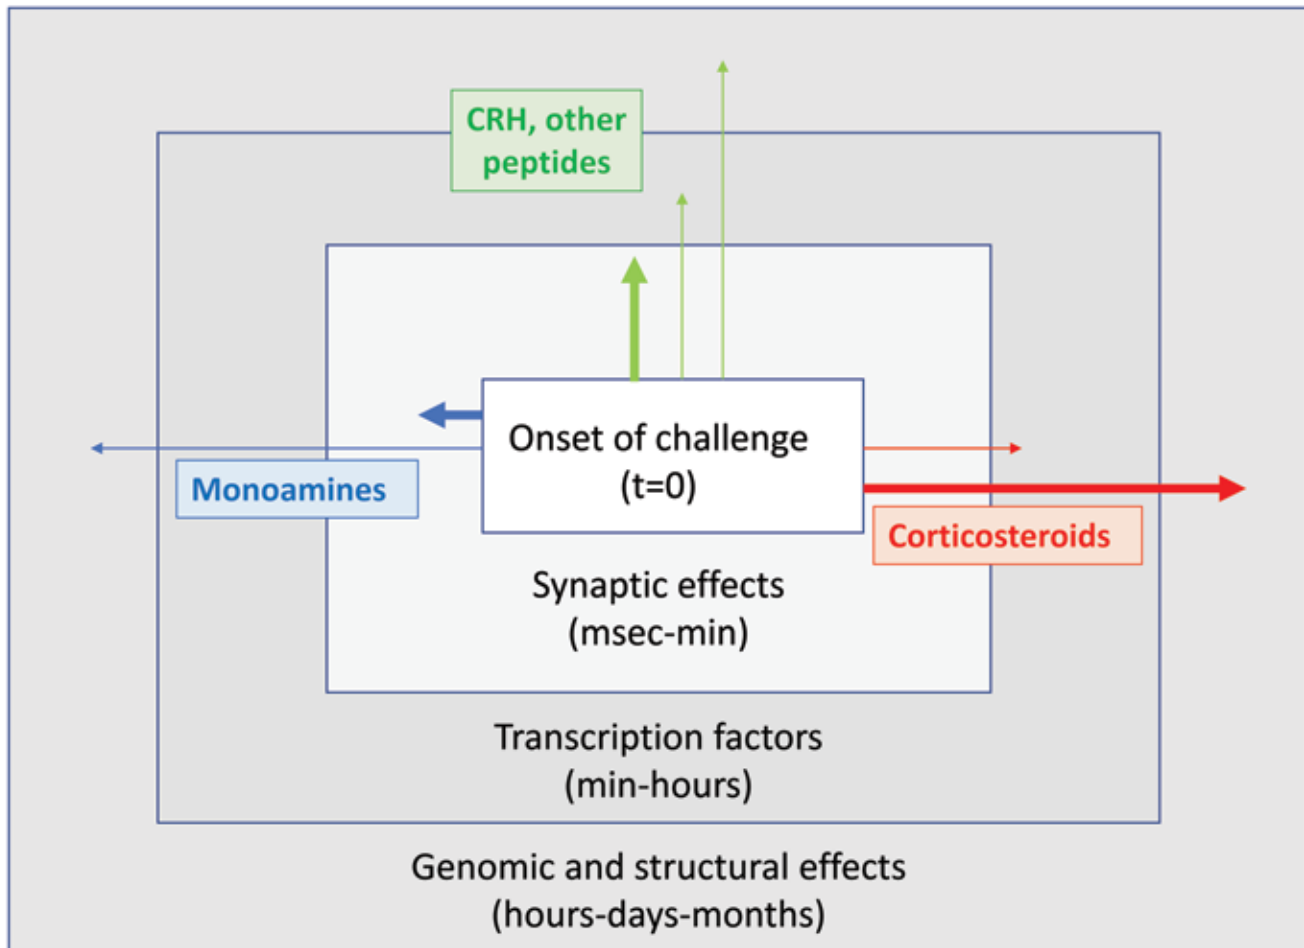 CRH, other
peptides
Onset of challenge
(t=0)
Monoamines
Corticosteroids
Synaptic effects
(msec-min)
Transcription factors
(min-hours)
Genomic and structural effects
(hours-days-months)